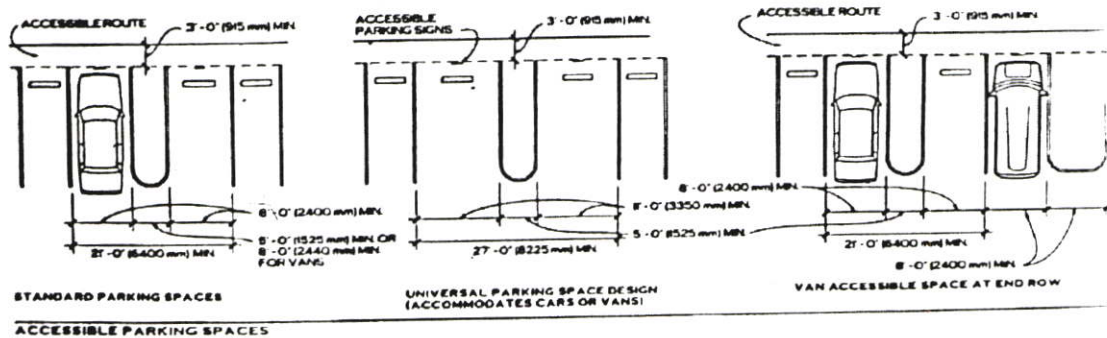 ACCESSIBLE ROUTE
3'-0" (915 mm) MIN.
8'-0" (2400 mm) MIN.
5'-0" (1525 mm) MIN. OR
8'-0" (2440 mm) MIN.
FOR VANS
21'-0" (6400 mm) MIN.
STANDARD PARKING SPACES
ACCESSIBLE
PARKING SIGNS
3'-0" (915 mm) MIN.
11'-0" (3350 mm) MIN.
5'-0" (1525 mm) MIN.
27'-0" (8225 mm) MIN.
UNIVERSAL PARKING SPACE DESIGN
(ACCOMMODATES CARS OR VANS)
ACCESSIBLE ROUTE
3'-0" (915 mm) MIN.
8'-0" (2400 mm) MIN.
21'-0" (6400 mm) MIN.
8'-0" (2400 mm) MIN.
VAN ACCESSIBLE SPACE AT END ROW
ACCESSIBLE PARKING SPACES